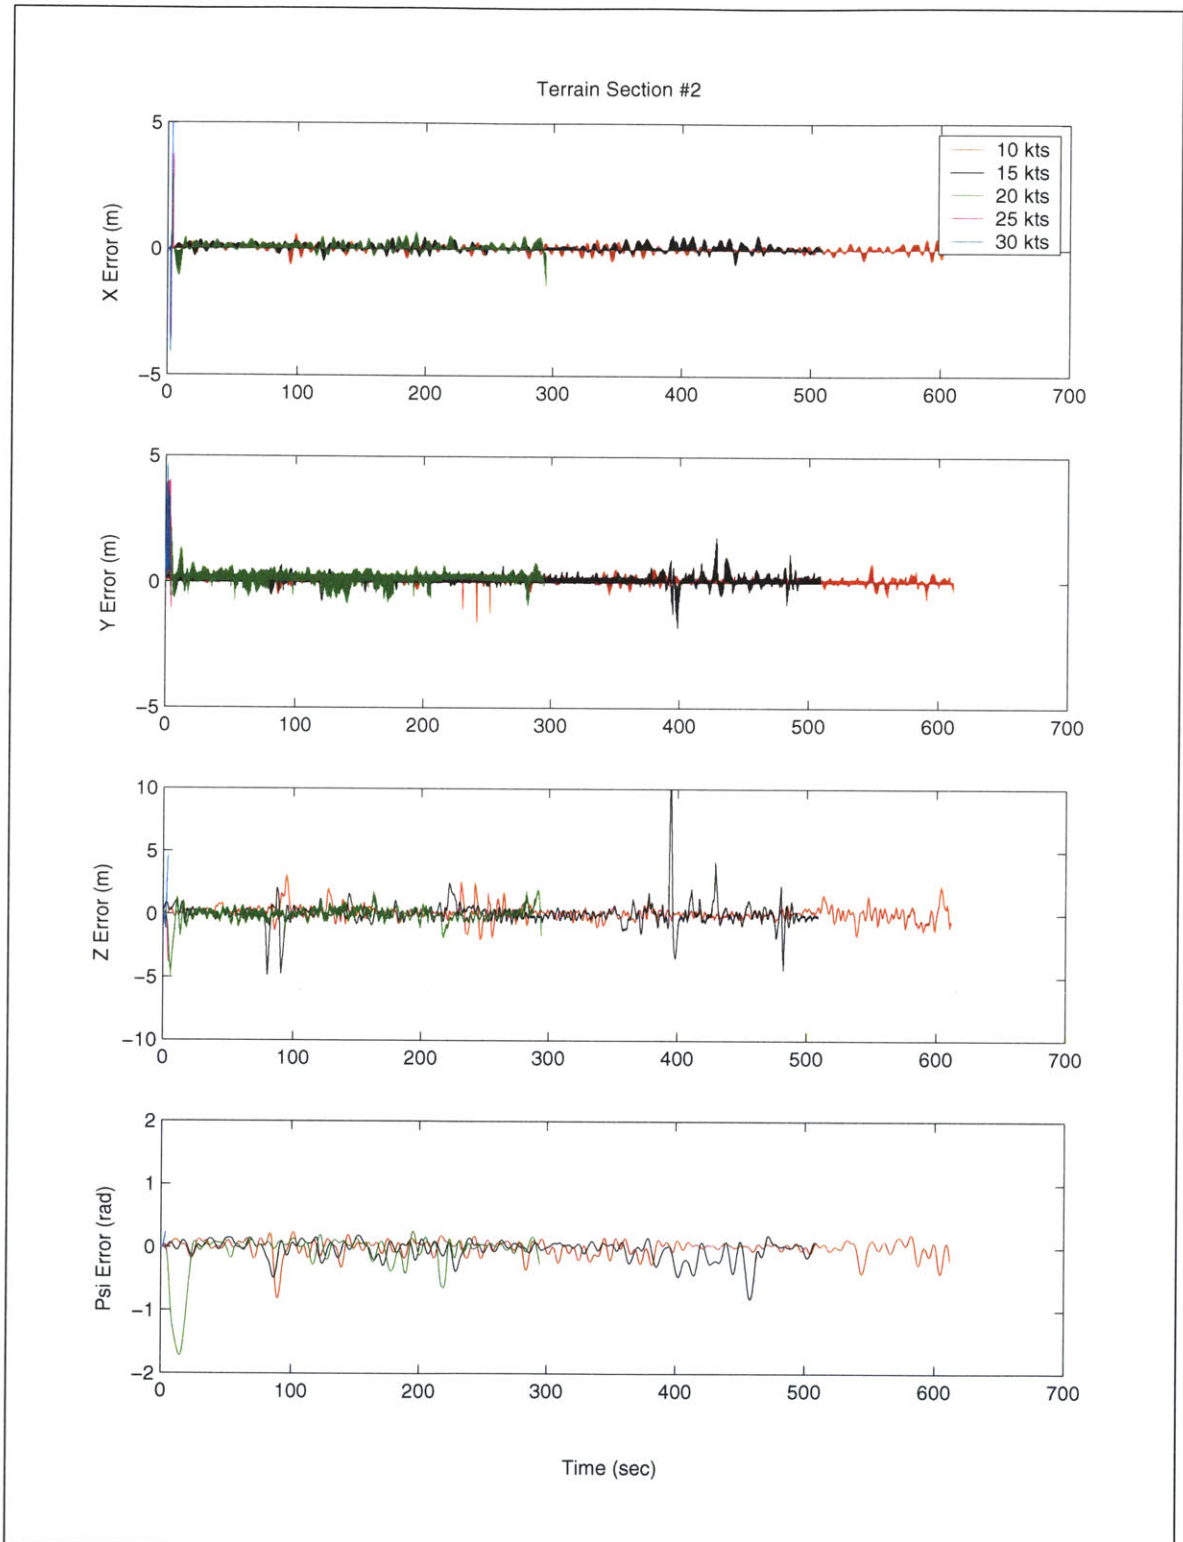 Terrain Section #2
5
0
−5
X Error (m)
0 100 200 300 400 500 600 700
10 kts
15 kts
20 kts
25 kts
30 kts
5
0
−5
Y Error (m)
0 100 200 300 400 500 600 700
10
5
0
−5
−10
Z Error (m)
0 100 200 300 400 500 600 700
2
1
0
−1
−2
Psi Error (rad)
0 100 200 300 400 500 600 700
Time (sec)